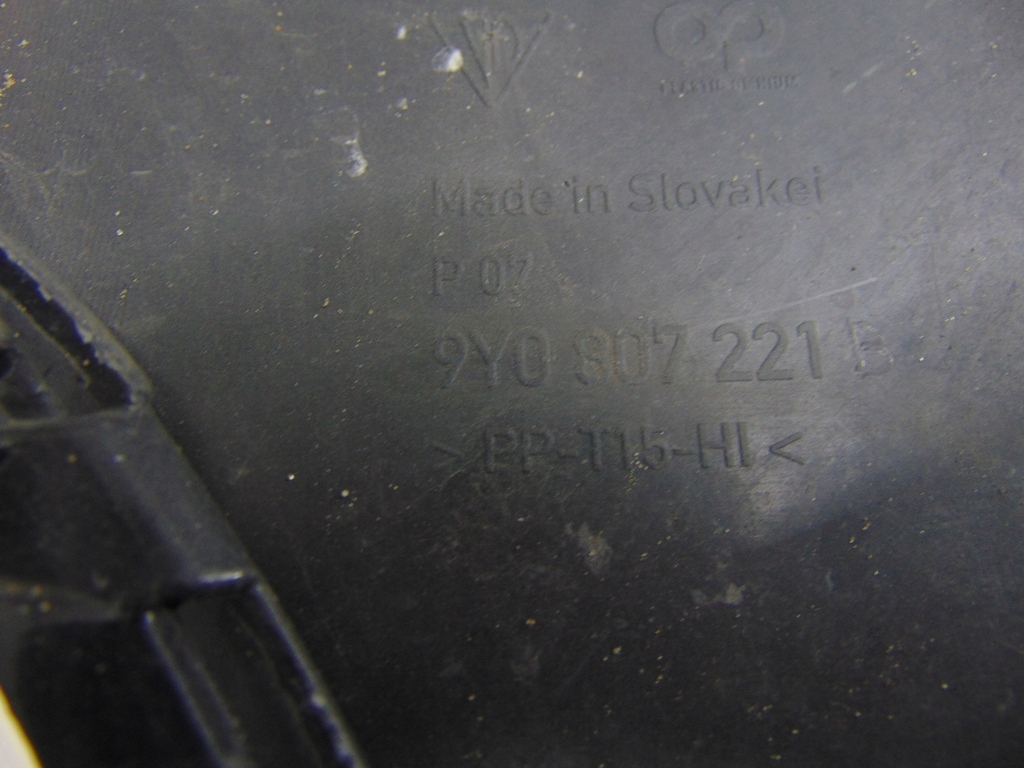 Made in Slovakei
P 07
9Y0 807 221 B
>PP-T15-HI<